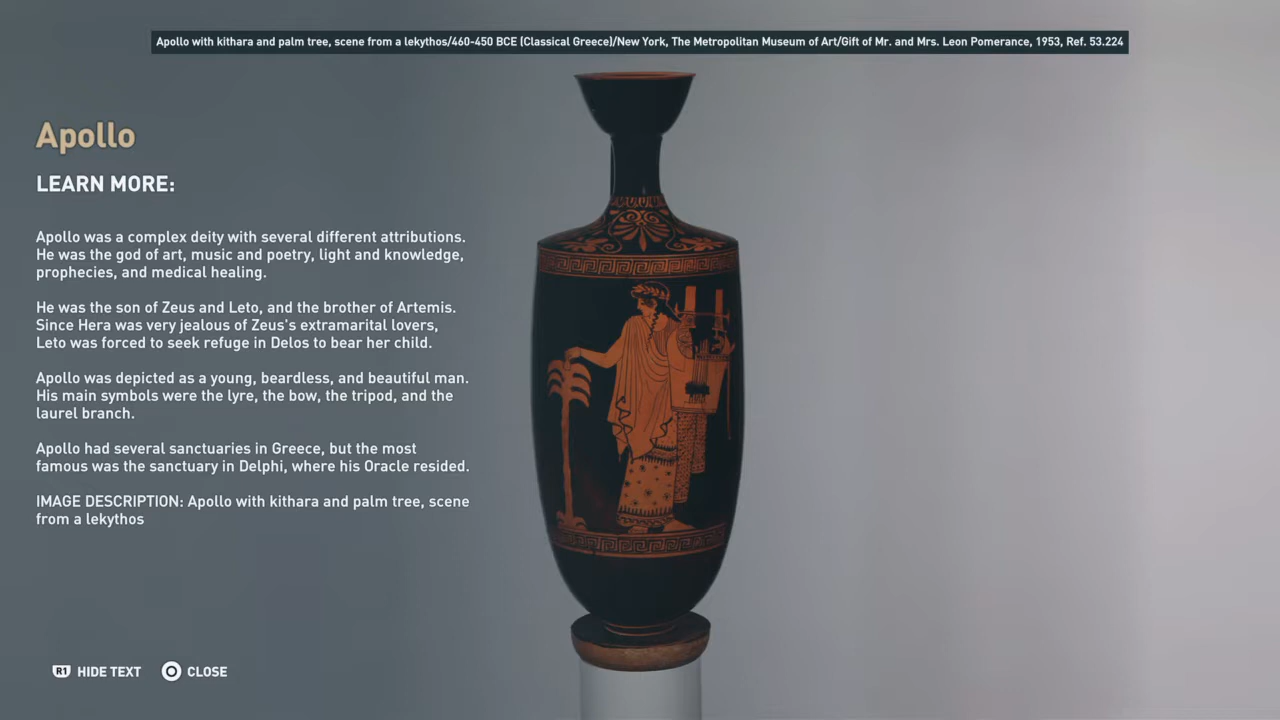 Apollo with kithara and palm tree, scene from a lekythos/460-450 BCE (Classical Greece)/New York, The Metropolitan Museum of Art/Gift of Mr. and Mrs. Leon Pomerance, 1953, Ref. 53.224
Apollo
LEARN MORE:
Apollo was a complex deity with several different attributions.
He was the god of art, music and poetry, light and knowledge,
prophecies, and medical healing.
He was the son of Zeus and Leto, and the brother of Artemis.
Since Hera was very jealous of Zeus's extramarital lovers,
Leto was forced to seek refuge in Delos to bear her child.
Apollo was depicted as a young, beardless, and beautiful man.
His main symbols were the lyre, the bow, the tripod, and the
laurel branch.
Apollo had several sanctuaries in Greece, but the most
famous was the sanctuary in Delphi, where his Oracle resided.
IMAGE DESCRIPTION: Apollo with kithara and palm tree, scene
from a lekythos
R1 HIDE TEXT CLOSE